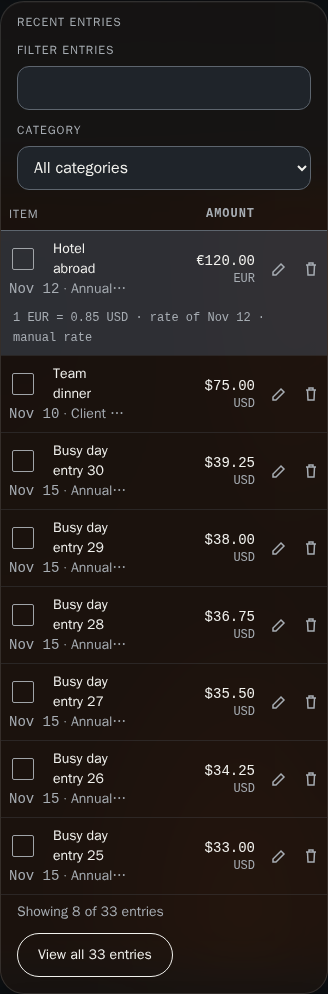 RECENT ENTRIES
FILTER ENTRIES
CATEGORY
All categories
ITEM AMOUNT
Hotel
abroad
€120.00
EUR
Nov 12 · Annual···
1 EUR = 0.85 USD · rate of Nov 12 ·
manual rate
Team
dinner
$75.00
USD
Nov 10 · Client ···
Busy day
entry 30
$39.25
USD
Nov 15 · Annual···
Busy day
entry 29
$38.00
USD
Nov 15 · Annual···
Busy day
entry 28
$36.75
USD
Nov 15 · Annual···
Busy day
entry 27
$35.50
USD
Nov 15 · Annual···
Busy day
entry 26
$34.25
USD
Nov 15 · Annual···
Busy day
entry 25
$33.00
USD
Nov 15 · Annual···
Showing 8 of 33 entries
View all 33 entries